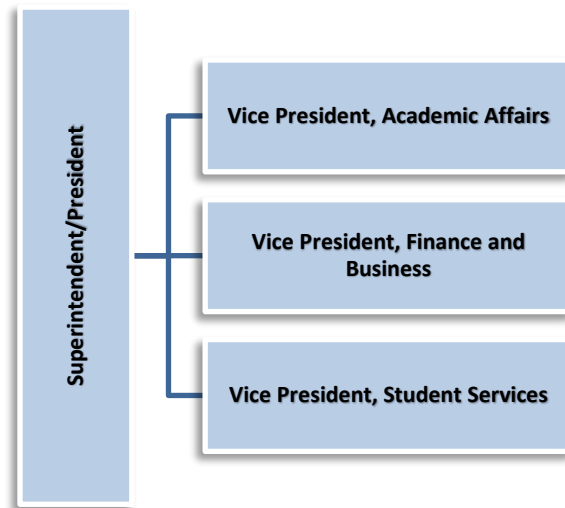 Superintendent/President
Vice President, Academic Affairs
Vice President, Finance and
Business
Vice President, Student Services